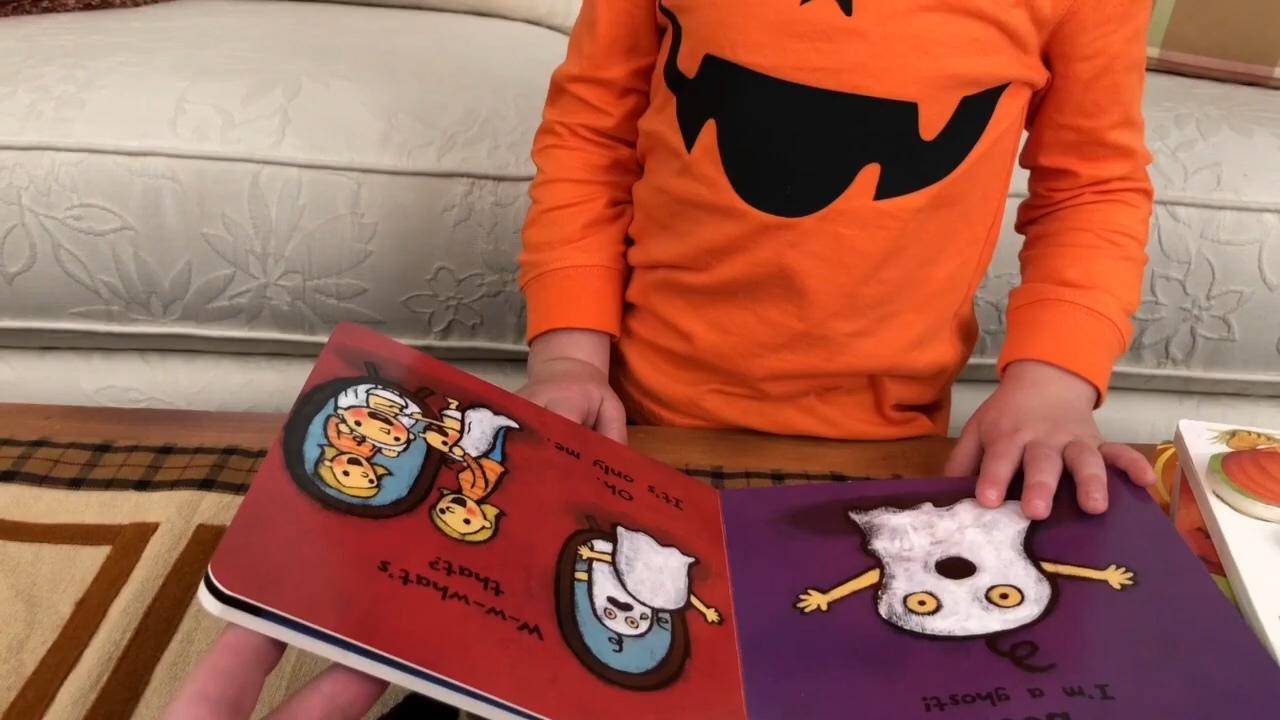 W-w-what's
that?
Oh.
It's only me.
I'm a ghost!